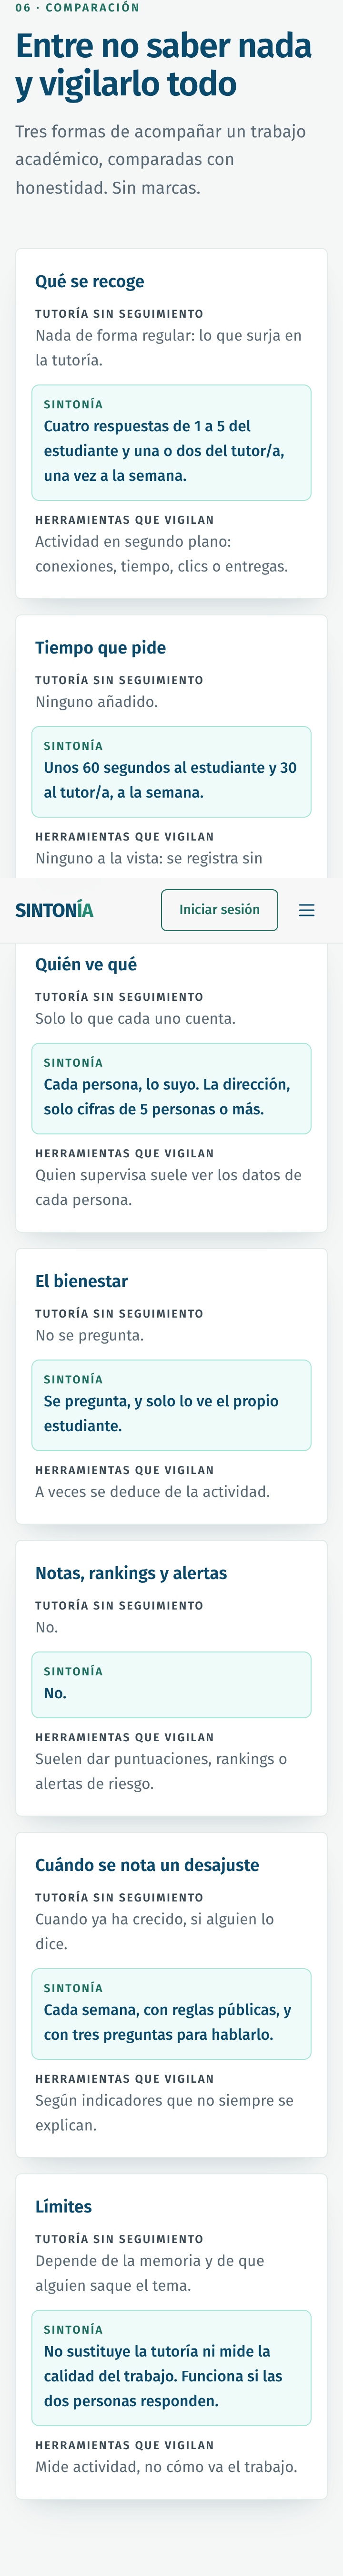 06 · COMPARACIÓN
Entre no saber nada
y vigilarlo todo
Tres formas de acompañar un trabajo
académico, comparadas con
honestidad. Sin marcas.
Qué se recoge
TUTORÍA SIN SEGUIMIENTO
Nada de forma regular: lo que surja en
la tutoría.
SINTONÍA
Cuatro respuestas de 1 a 5 del
estudiante y una o dos del tutor/a,
una vez a la semana.
HERRAMIENTAS QUE VIGILAN
Actividad en segundo plano:
conexiones, tiempo, clics o entregas.
Tiempo que pide
TUTORÍA SIN SEGUIMIENTO
Ninguno añadido.
SINTONÍA
Unos 60 segundos al estudiante y 30
al tutor/a, a la semana.
HERRAMIENTAS QUE VIGILAN
Ninguno a la vista: se registra sin
SINTONÍA
Iniciar sesión
Quién ve qué
TUTORÍA SIN SEGUIMIENTO
Solo lo que cada uno cuenta.
SINTONÍA
Cada persona, lo suyo. La dirección,
solo cifras de 5 personas o más.
HERRAMIENTAS QUE VIGILAN
Quien supervisa suele ver los datos de
cada persona.
El bienestar
TUTORÍA SIN SEGUIMIENTO
No se pregunta.
SINTONÍA
Se pregunta, y solo lo ve el propio
estudiante.
HERRAMIENTAS QUE VIGILAN
A veces se deduce de la actividad.
Notas, rankings y alertas
TUTORÍA SIN SEGUIMIENTO
No.
SINTONÍA
No.
HERRAMIENTAS QUE VIGILAN
Suelen dar puntuaciones, rankings o
alertas de riesgo.
Cuándo se nota un desajuste
TUTORÍA SIN SEGUIMIENTO
Cuando ya ha crecido, si alguien lo
dice.
SINTONÍA
Cada semana, con reglas públicas, y
con tres preguntas para hablarlo.
HERRAMIENTAS QUE VIGILAN
Según indicadores que no siempre se
explican.
Límites
TUTORÍA SIN SEGUIMIENTO
Depende de la memoria y de que
alguien saque el tema.
SINTONÍA
No sustituye la tutoría ni mide la
calidad del trabajo. Funciona si las
dos personas responden.
HERRAMIENTAS QUE VIGILAN
Mide actividad, no cómo va el trabajo.